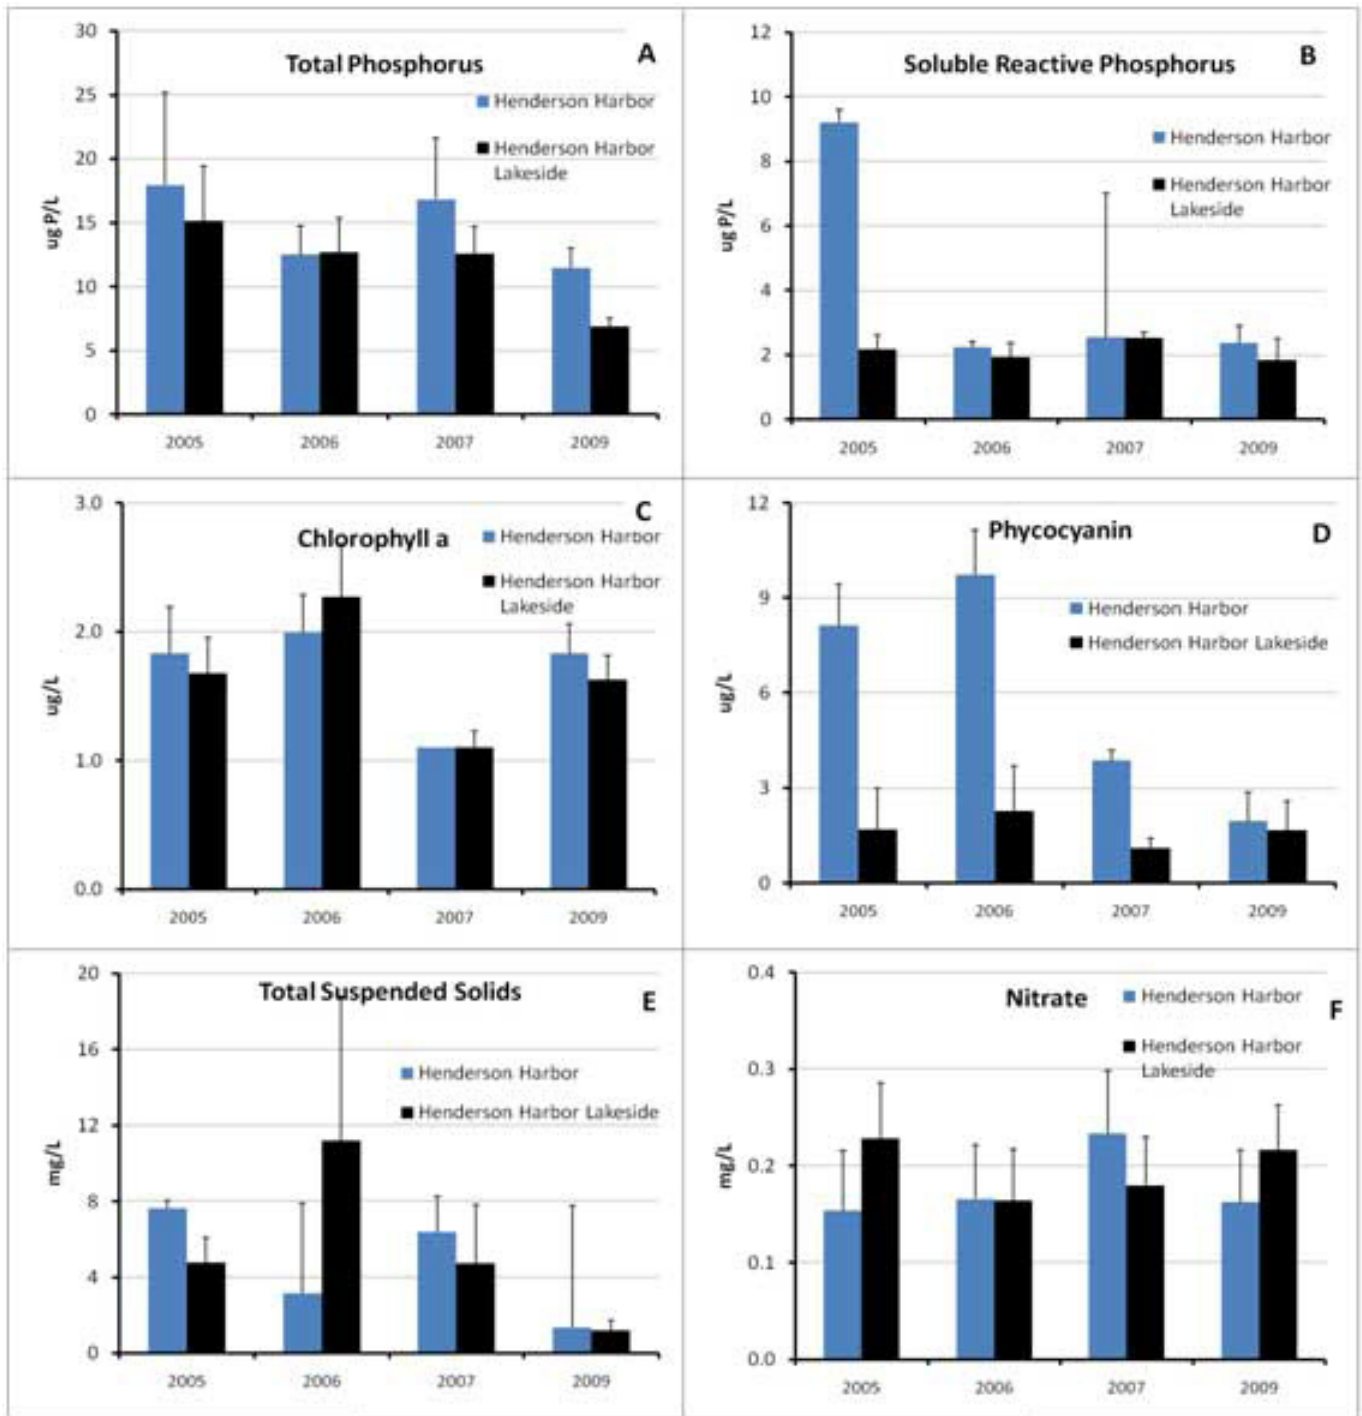 A
Total Phosphorus
Henderson Harbor
Henderson Harbor
Lakeside
ug P/L
30
25
20
15
10
5
0
2005 2006 2007 2009
B
Soluble Reactive Phosphorus
Henderson Harbor
Henderson Harbor
Lakeside
ug P/L
12
10
8
6
4
2
0
2005 2006 2007 2009
C
Chlorophyll a
Henderson Harbor
Henderson Harbor
Lakeside
ug/L
3.0
2.0
1.0
0.0
2005 2006 2007 2009
D
Phycocyanin
Henderson Harbor
Henderson Harbor Lakeside
ug/L
12
9
6
3
0
2005 2006 2007 2009
E
Total Suspended Solids
Henderson Harbor
Henderson Harbor Lakeside
mg/L
20
16
12
8
4
0
2005 2006 2007 2009
F
Nitrate
Henderson Harbor
Henderson Harbor
Lakeside
mg/L
0.4
0.3
0.2
0.1
0.0
2005 2006 2007 2009